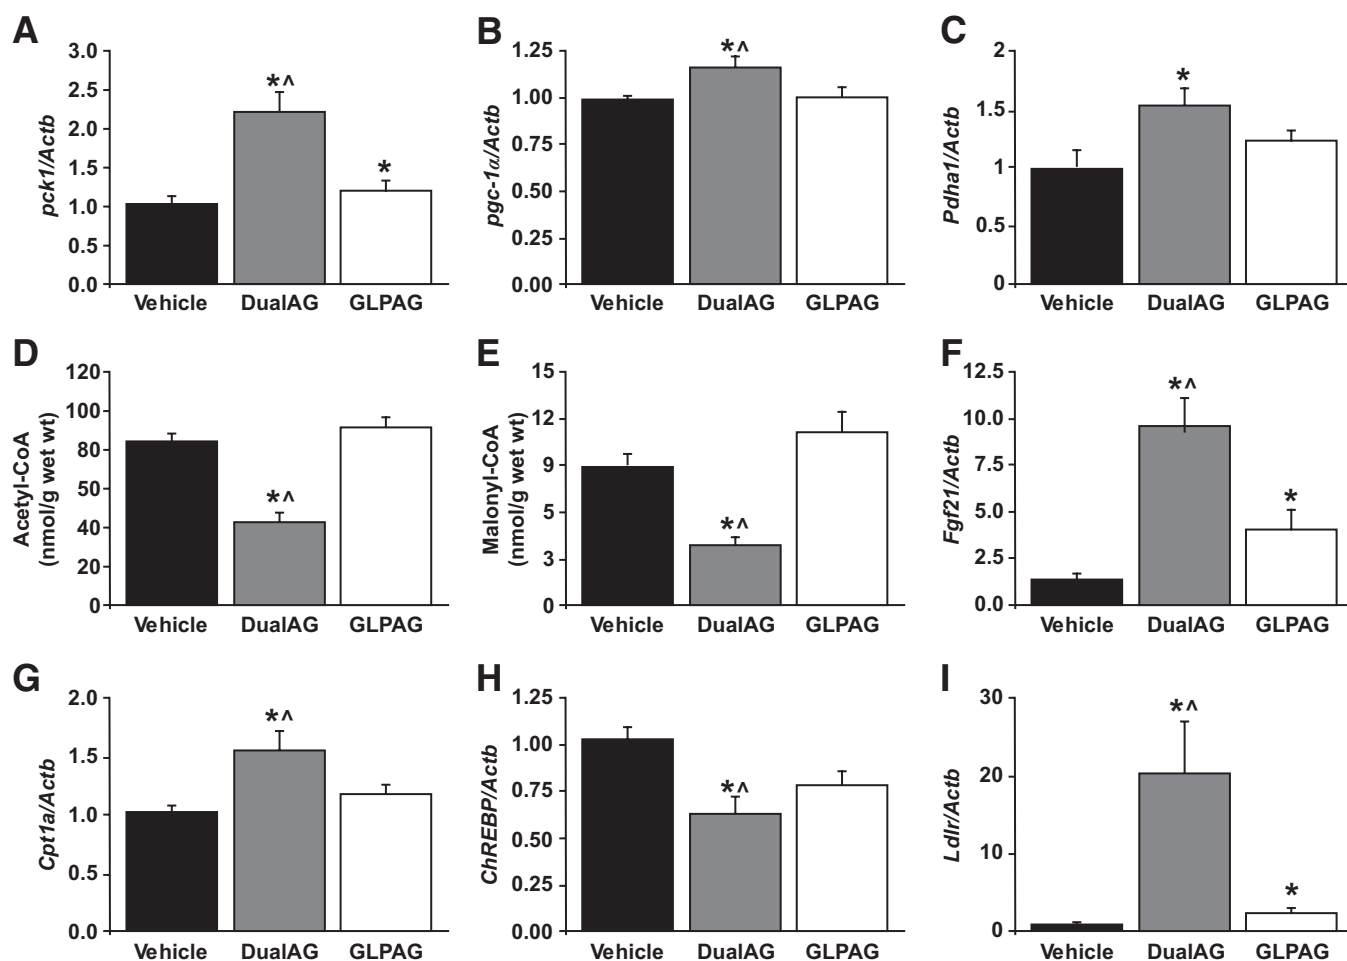 A
pck1/Actb
3.0
2.5
2.0
1.5
1.0
0.5
0.0
*^
*
Vehicle DualAG GLPAG
B
pgc-1α/Actb
1.25
1.00
0.75
0.50
0.25
0.00
*^
Vehicle DualAG GLPAG
C
Pdha1/Actb
2
1.5
1
0.5
0
*
Vehicle DualAG GLPAG
D
Acetyl-CoA
(nmol/g wet wt)
120
100
80
50
40
20
0
*^
Vehicle DualAG GLPAG
E
Malonyl-CoA
(nmol/g wet wt)
15
12
9
5
3
0
*^
Vehicle DualAG GLPAG
F
Fgf21/Actb
12.5
10.0
7.5
5.0
2.5
0.0
*^
*
Vehicle DualAG GLPAG
G
Cpt1a/Actb
2.0
1.5
1.0
0.5
0.0
*^
Vehicle DualAG GLPAG
H
ChREBP/Actb
1.25
1.00
0.75
0.50
0.25
0.00
*^
Vehicle DualAG GLPAG
I
Ldlr/Actb
30
20
10
0
*^
*
Vehicle DualAG GLPAG